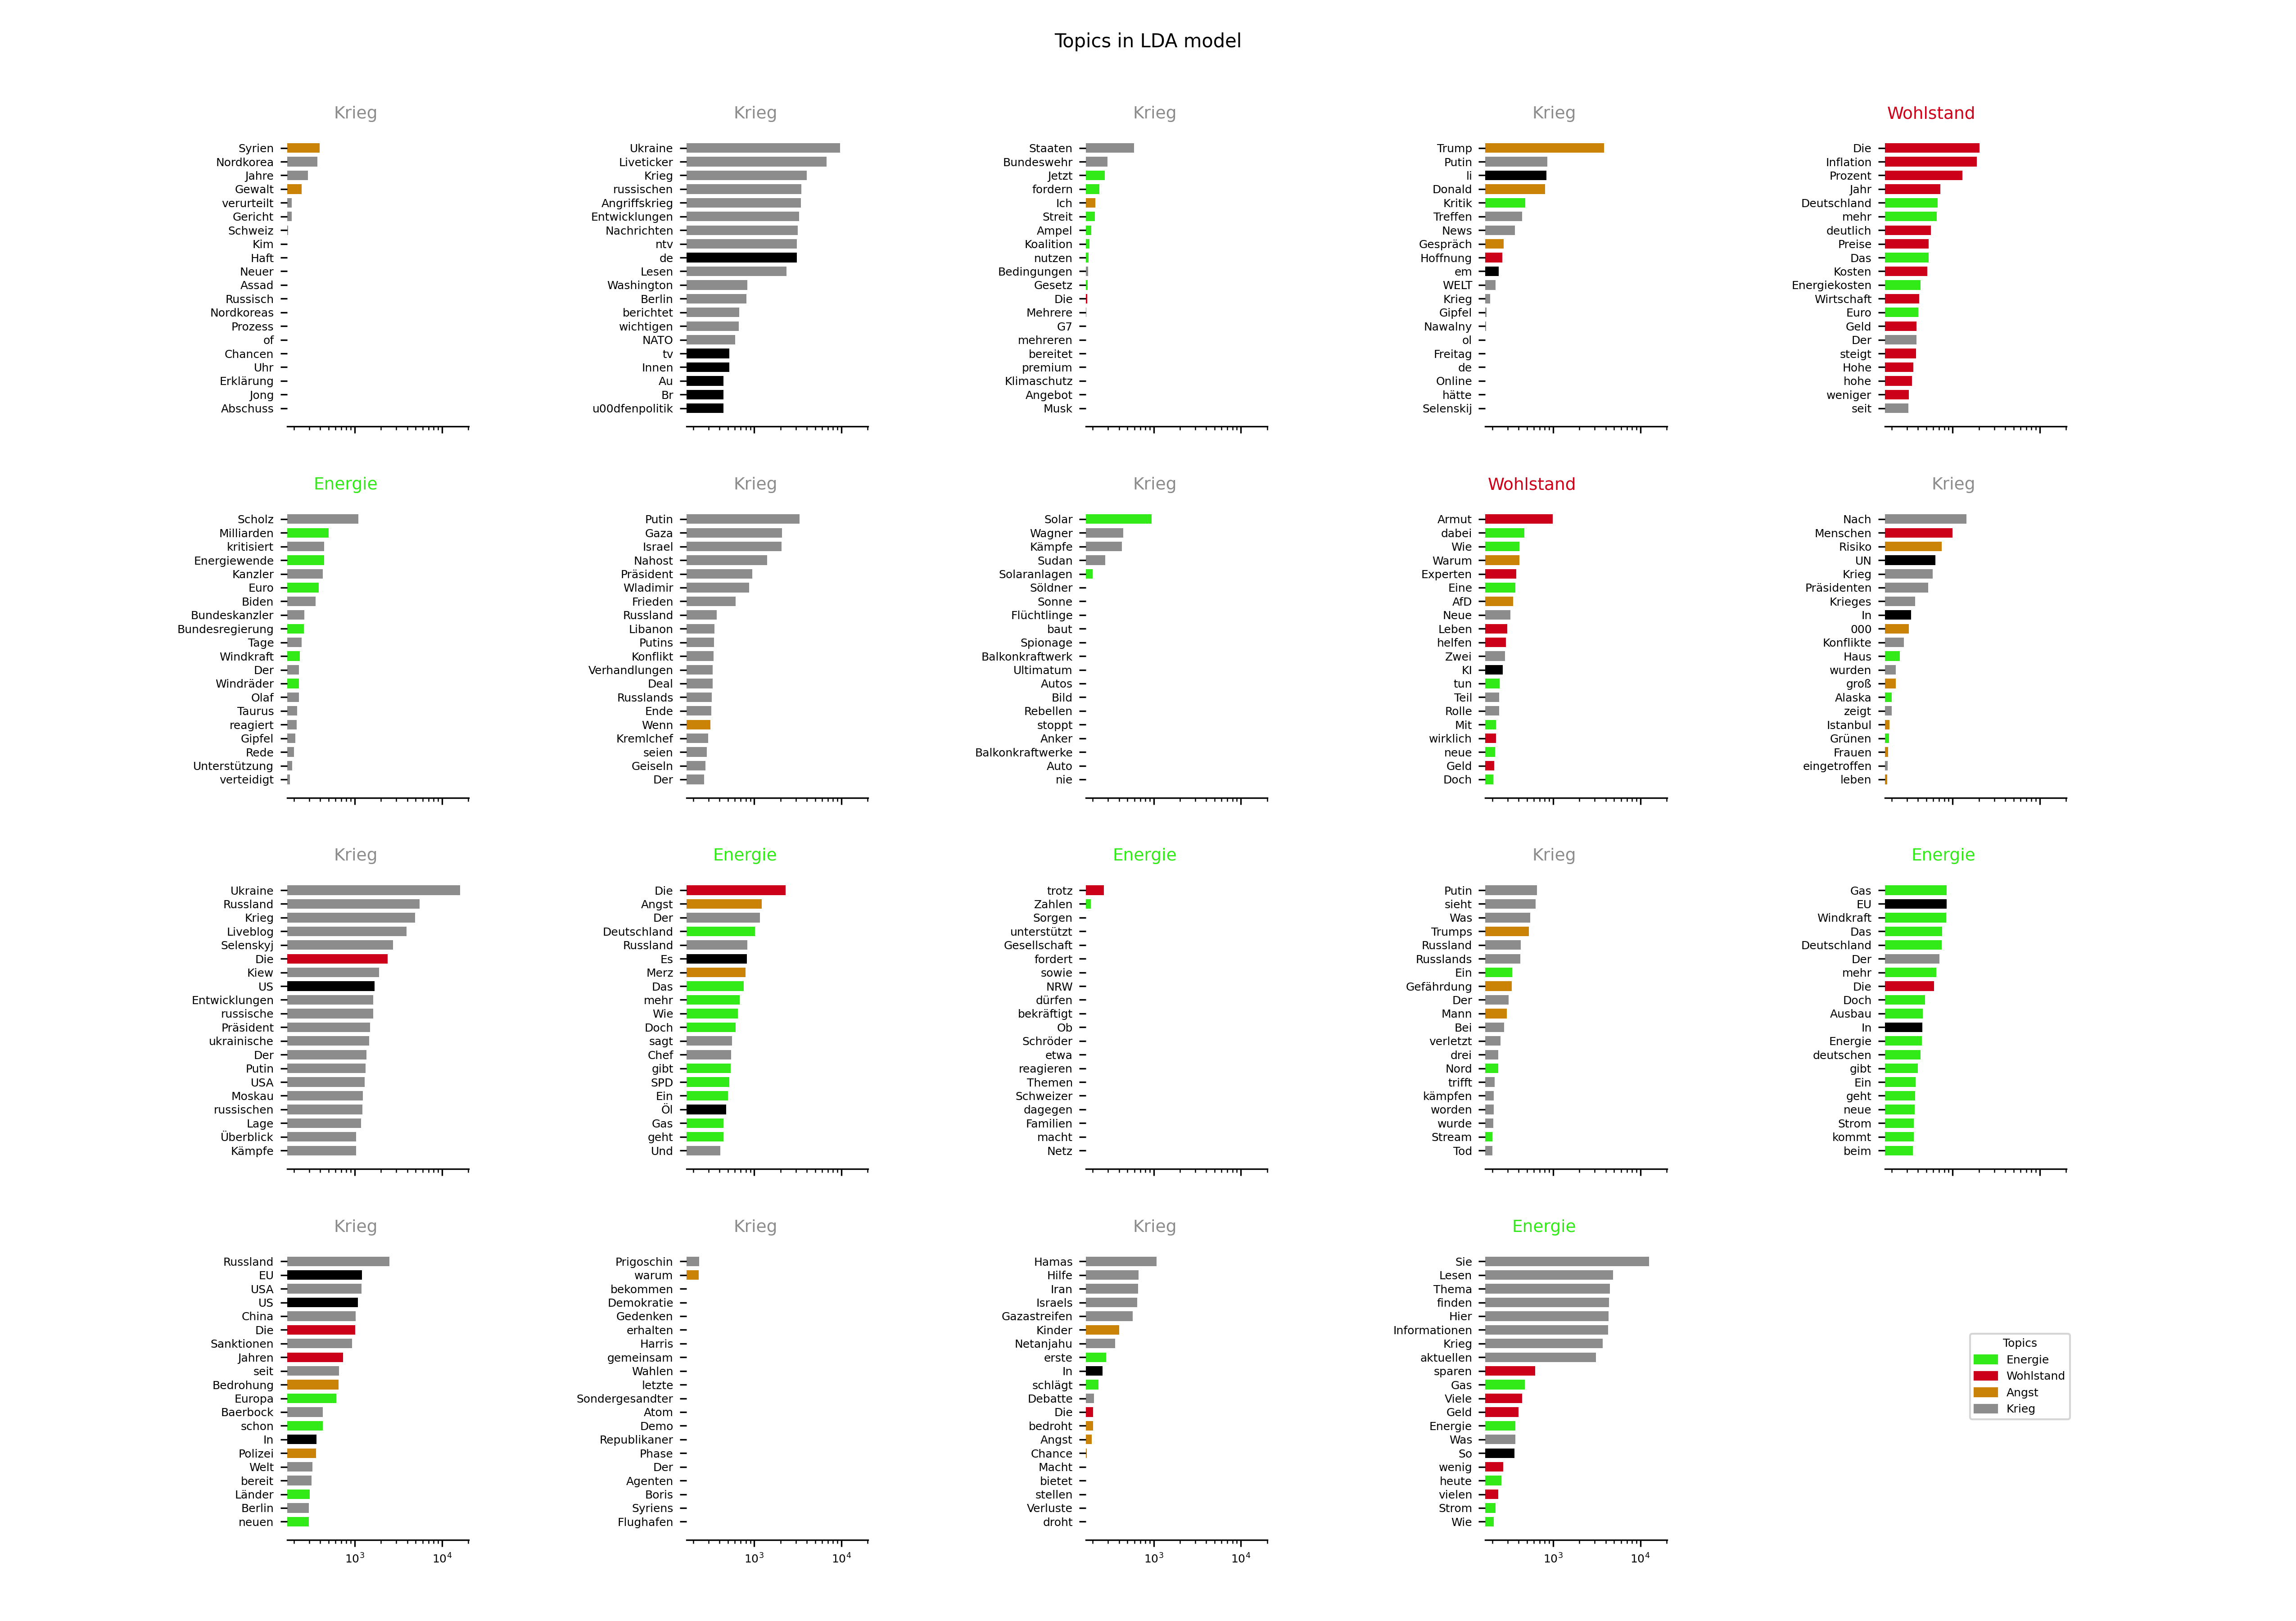 Topics in LDA model
Krieg
Syrien
Nordkorea
Jahre
Gewalt
verurteilt
Gericht
Schweiz
Kim
Haft
Neuer
Assad
Russisch
Nordkoreas
Prozess
of
Chancen
Uhr
Erklärung
Jong
Abschuss
Krieg
Ukraine
Liveticker
Krieg
russischen
Angriffskrieg
Entwicklungen
Nachrichten
ntv
de
Lesen
Washington
Berlin
berichtet
wichtigen
NATO
tv
Innen
Au
Br
u00dfenpolitik
Krieg
Staaten
Bundeswehr
Jetzt
fordern
Ich
Streit
Ampel
Koalition
nutzen
Bedingungen
Gesetz
Die
Mehrere
G7
mehreren
bereitet
premium
Klimaschutz
Angebot
Musk
Krieg
Trump
Putin
li
Donald
Kritik
Treffen
News
Gespräch
Hoffnung
em
WELT
Krieg
Gipfel
Nawalny
ol
Freitag
de
Online
hätte
Selenskij
Wohlstand
Die
Inflation
Prozent
Jahr
Deutschland
mehr
deutlich
Preise
Das
Kosten
Energiekosten
Wirtschaft
Euro
Geld
Der
steigt
Hohe
hohe
weniger
seit
Energie
Scholz
Milliarden
kritisiert
Energiewende
Kanzler
Euro
Biden
Bundeskanzler
Bundesregierung
Tage
Windkraft
Der
Windräder
Olaf
Taurus
reagiert
Gipfel
Rede
Unterstützung
verteidigt
Krieg
Putin
Gaza
Israel
Nahost
Präsident
Wladimir
Frieden
Russland
Libanon
Putins
Konflikt
Verhandlungen
Deal
Russlands
Ende
Wenn
Kremlchef
seien
Geiseln
Der
Krieg
Solar
Wagner
Kämpfe
Sudan
Solaranlagen
Söldner
Sonne
Flüchtlinge
baut
Spionage
Balkonkraftwerk
Ultimatum
Autos
Bild
Rebellen
stoppt
Anker
Balkonkraftwerke
Auto
nie
Wohlstand
Armut
dabei
Wie
Warum
Experten
Eine
AfD
Neue
Leben
helfen
Zwei
KI
tun
Teil
Rolle
Mit
wirklich
neue
Geld
Doch
Krieg
Nach
Menschen
Risiko
UN
Krieg
Präsidenten
Krieges
In
000
Konflikte
Haus
wurden
groß
Alaska
zeigt
Istanbul
Grünen
Frauen
eingetroffen
leben
Krieg
Ukraine
Russland
Krieg
Liveblog
Selenskyj
Die
Kiew
US
Entwicklungen
russische
Präsident
ukrainische
Der
Putin
USA
Moskau
russischen
Lage
Überblick
Kämpfe
Energie
Die
Angst
Der
Deutschland
Russland
Es
Merz
Das
mehr
Wie
Doch
sagt
Chef
gibt
SPD
Ein
Öl
Gas
geht
Und
Energie
trotz
Zahlen
Sorgen
unterstützt
Gesellschaft
fordert
sowie
NRW
dürfen
bekräftigt
Ob
Schröder
etwa
reagieren
Themen
Schweizer
dagegen
Familien
macht
Netz
Krieg
Putin
sieht
Was
Trumps
Russland
Russlands
Ein
Gefährdung
Der
Mann
Bei
verletzt
drei
Nord
trifft
kämpfen
worden
wurde
Stream
Tod
Energie
Gas
EU
Windkraft
Das
Deutschland
Der
mehr
Die
Doch
Ausbau
In
Energie
deutschen
gibt
Ein
geht
neue
Strom
kommt
beim
Krieg
Russland
EU
USA
US
China
Die
Sanktionen
Jahren
seit
Bedrohung
Europa
Baerbock
schon
In
Polizei
Welt
bereit
Länder
Berlin
neuen
10³ 10⁴
Krieg
Prigoschin
warum
bekommen
Demokratie
Gedenken
erhalten
Harris
gemeinsam
Wahlen
letzte
Sondergesandter
Atom
Demo
Republikaner
Phase
Der
Agenten
Boris
Syriens
Flughafen
10³ 10⁴
Krieg
Hamas
Hilfe
Iran
Israels
Gazastreifen
Kinder
Netanjahu
erste
In
schlägt
Debatte
Die
bedroht
Angst
Chance
Macht
bietet
stellen
Verluste
droht
10³ 10⁴
Energie
Sie
Lesen
Thema
finden
Hier
Informationen
Krieg
aktuellen
sparen
Gas
Viele
Geld
Energie
Was
So
wenig
heute
vielen
Strom
Wie
10³ 10⁴
Topics
Energie
Wohlstand
Angst
Krieg